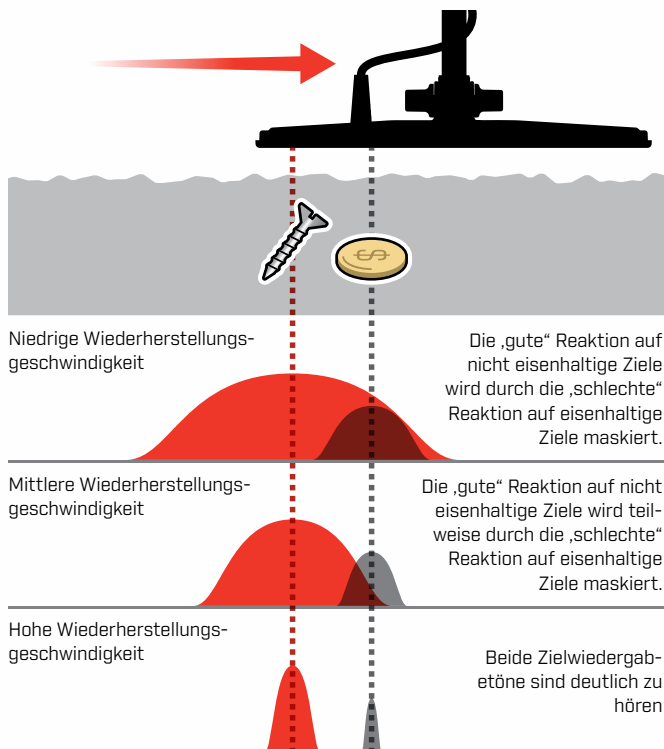 Niedrige Wiederherstellungs-
geschwindigkeit
Die ‚gute“ Reaktion auf
nicht eisenhaltige Ziele
wird durch die ‚schlechte“
Reaktion auf eisenhaltige
Ziele maskiert.
Mittlere Wiederherstellungs-
geschwindigkeit
Die ‚gute“ Reaktion auf nicht
eisenhaltige Ziele wird teil-
weise durch die ‚schlechte“
Reaktion auf eisenhaltige
Ziele maskiert.
Hohe Wiederherstellungs-
geschwindigkeit
Beide Zielwiedergab-
etöne sind deutlich zu
hören